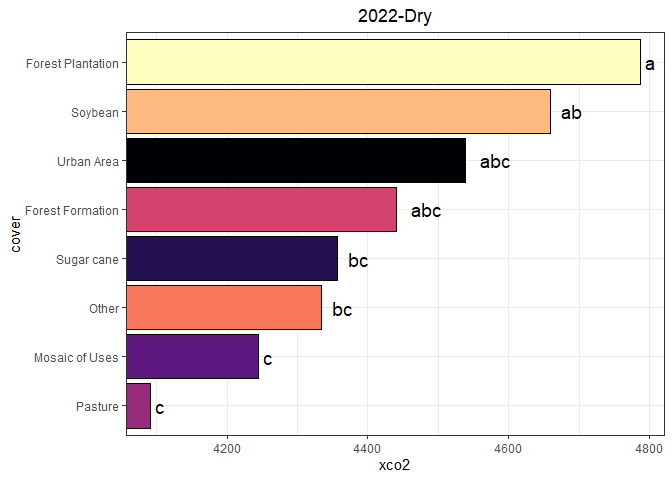 2022-Dry
Forest Plantation a
Soybean ab
Urban Area abc
Forest Formation abc
Sugar cane bc
Other bc
Mosaic of Uses c
Pasture c
cover
4200 4400 4600 4800
xco2